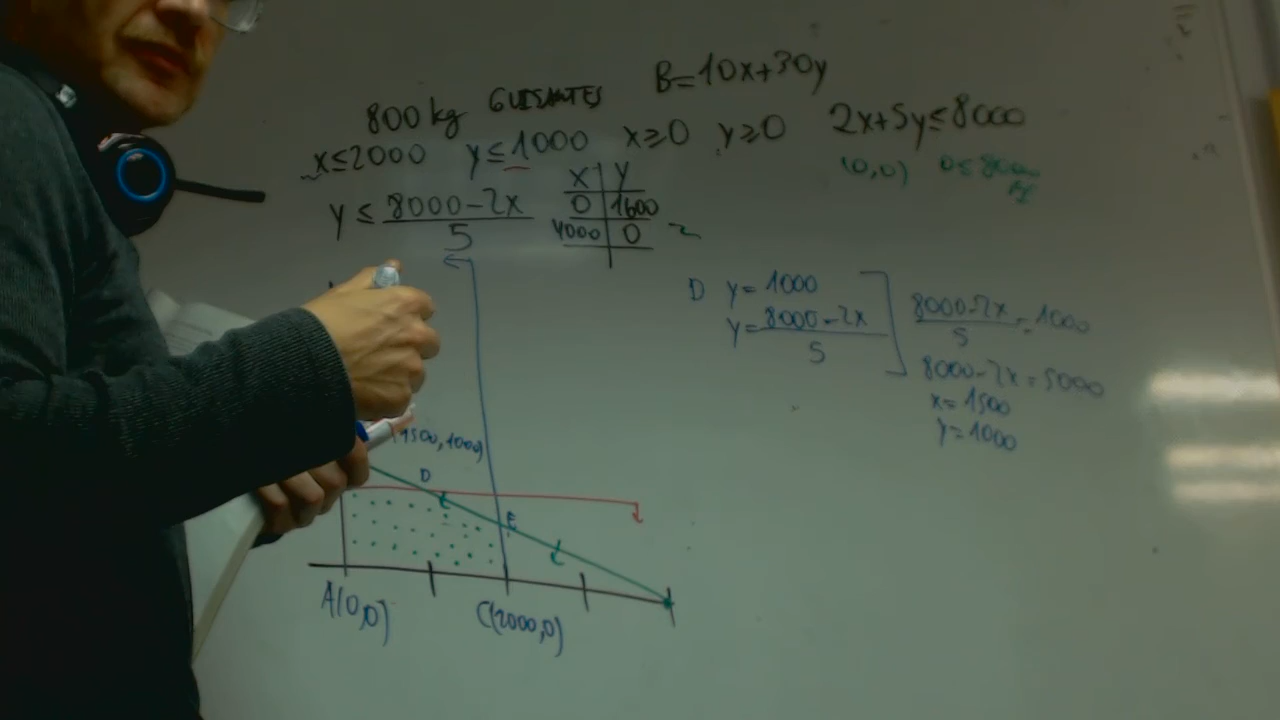 B=10x+30y
800 kg GUISANTES
x≤2000 y≤1000 x≥0 y≥0 2x+5y≤8000
(0,0) 0≤8000
x y
y ≤ 8000-2x / 5
0 1600
4000 0
D y=1000
y=8000-2x / 5
8000-2x / 5 = 1000
8000-2x=5000
x=1500
y=1000
(1500,1000)
D
E
A(0,0)
C(2000,0)